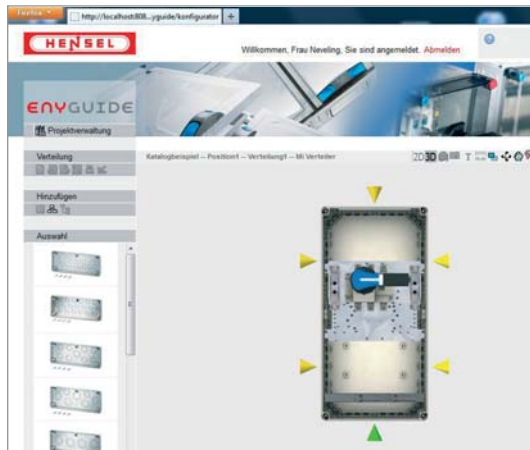 Firefox
http://localhost:808...yguide/konfigurator
HENSEL
Willkommen, Frau Neveling, Sie sind angemeldet. Abmelden
ENYGUIDE
Projektverwaltung
Verteilung
Katalogbeispiel -- Position1 -- Verteilung1 -- Mi Verteiler
2D 3D
T
Hinzufügen
Auswahl